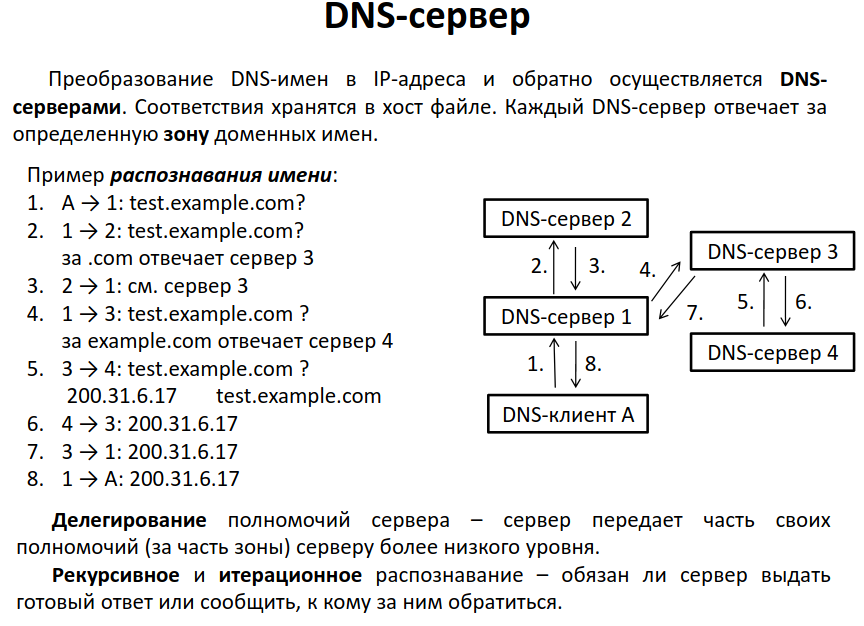 DNS-сервер
Преобразование DNS-имен в IP-адреса и обратно осуществляется DNS-
серверами. Соответствия хранятся в хост файле. Каждый DNS-сервер отвечает за
определенную зону доменных имен.
Пример распознавания имени:
1. A → 1: test.example.com?
2. 1 → 2: test.example.com?
за .com отвечает сервер 3
3. 2 → 1: см. сервер 3
4. 1 → 3: test.example.com ?
за example.com отвечает сервер 4
5. 3 → 4: test.example.com ?
200.31.6.17 test.example.com
6. 4 → 3: 200.31.6.17
7. 3 → 1: 200.31.6.17
8. 1 → A: 200.31.6.17
DNS-сервер 2
DNS-сервер 3
2. 3. 4.
5. 6.
DNS-сервер 1
7.
DNS-сервер 4
1. 8.
DNS-клиент A
Делегирование полномочий сервера – сервер передает часть своих
полномочий (за часть зоны) серверу более низкого уровня.
Рекурсивное и итерационное распознавание – обязан ли сервер выдать
готовый ответ или сообщить, к кому за ним обратиться.